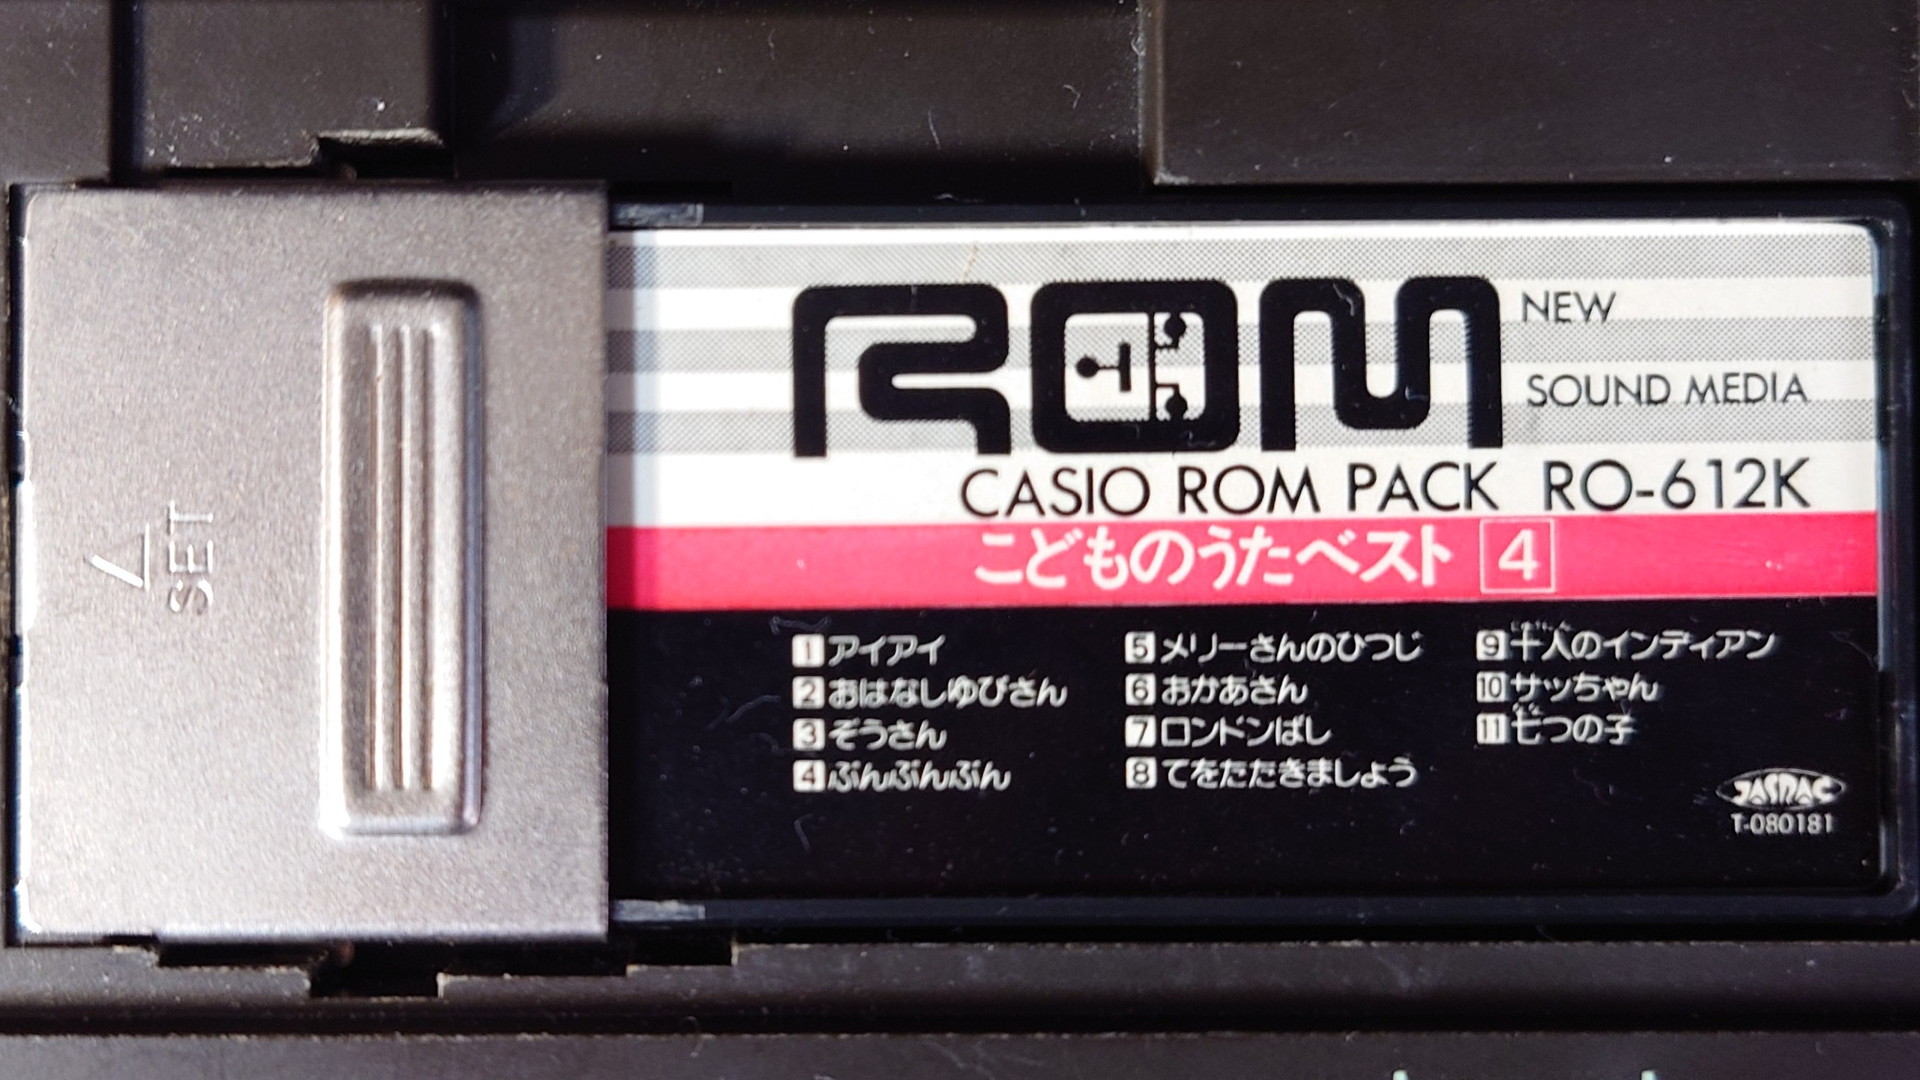 SET
ROM
NEW
SOUND MEDIA
CASIO ROM PACK RO-612K
こどものうたベスト 4
1 アイアイ
2 おはなしゆびさん
3 ぞうさん
4 ぶんぶんぶん
5 メリーさんのひつじ
6 おかあさん
7 ロンドンばし
8 てをたたきましょう
9 十人のインディアン
10 サッちゃん
11 七つの子
JASRAC
T-080181